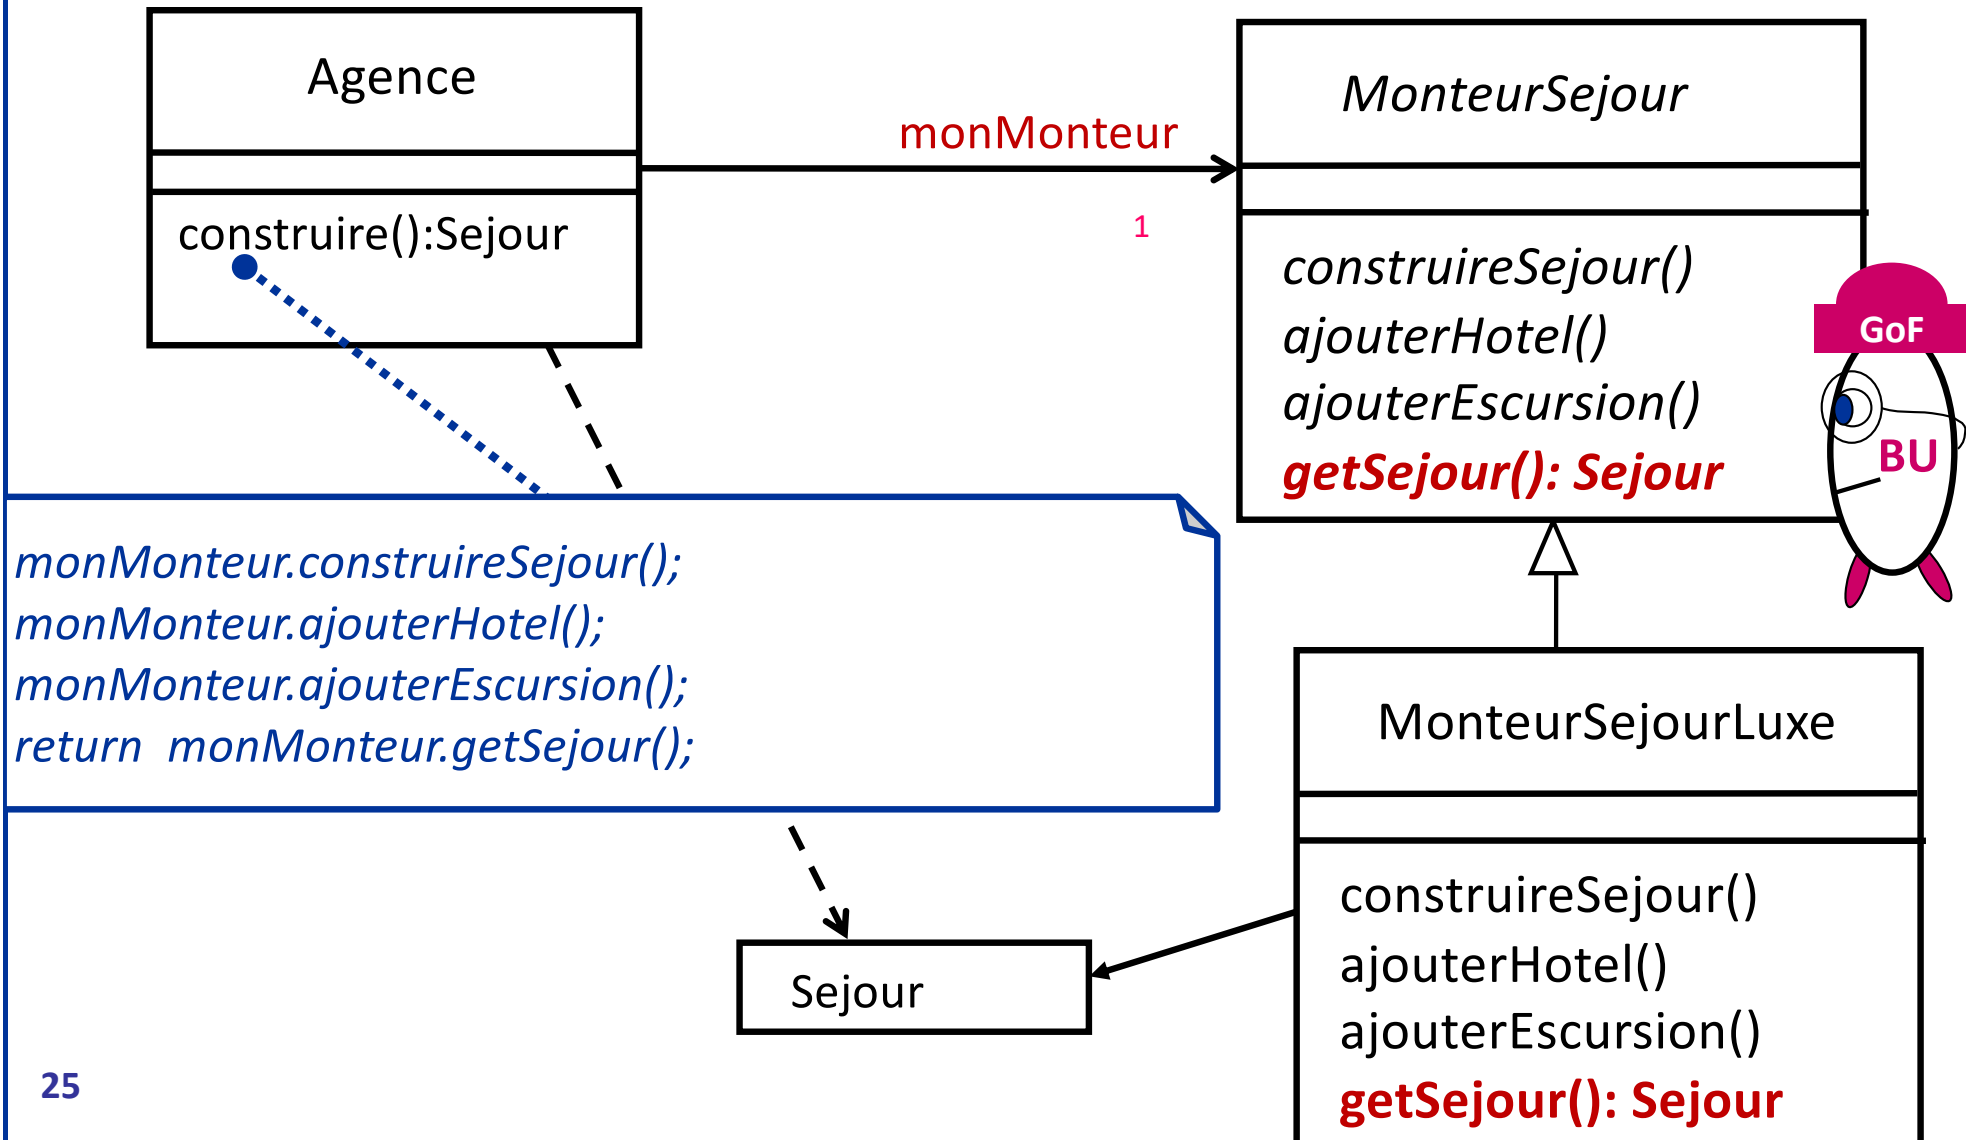 Agence
construire():Sejour
monMonteur
1
MonteurSejour
construireSejour()
ajouterHotel()
ajouterEscursion()
getSejour(): Sejour
GoF
BU
monMonteur.construireSejour();
monMonteur.ajouterHotel();
monMonteur.ajouterEscursion();
return monMonteur.getSejour();
MonteurSejourLuxe
construireSejour()
ajouterHotel()
ajouterEscursion()
getSejour(): Sejour
Sejour
25